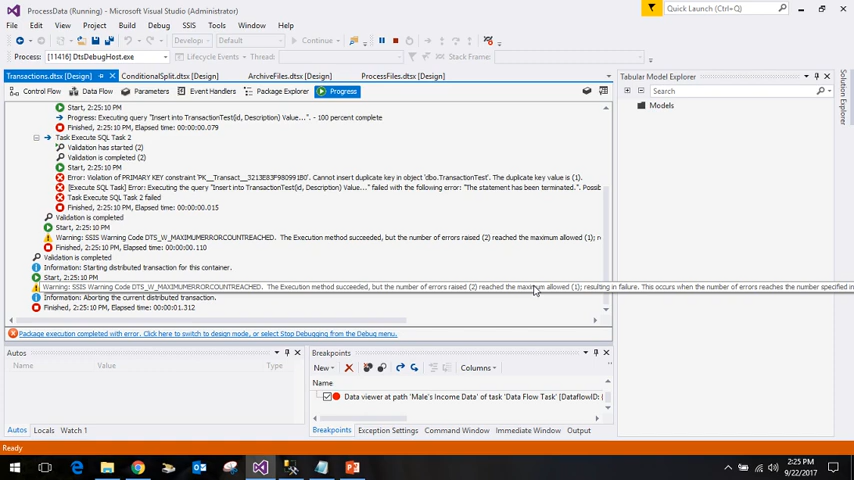 ProcessData (Running) - Microsoft Visual Studio (Administrator)
Quick Launch (Ctrl+Q)
File Edit View Project Build Debug SSIS Tools Window Help
Develo Default Continue
Process: [11416] DtsDebugHost.exe Lifecycle Events Thread: Stack Frame:
Transactions.dtsx [Design] ConditionalSplit.dtsx [Design] ArchiveFiles.dtsx [Design] ProcessFiles.dtsx [Design]
Tabular Model Explorer
Solution Explorer
Control Flow Data Flow Parameters Event Handlers Package Explorer Progress
Search
Models
Start, 2:25:10 PM
Progress: Executing query "Insert into TransactionTest(id, Description) Value...". - 100 percent complete
Finished, 2:25:10 PM, Elapsed time: 00:00:00.079
Task Execute SQL Task 2
Validation has started (2)
Validation is completed (2)
Start, 2:25:10 PM
Error: Violation of PRIMARY KEY constraint 'PK__Transact__3213E83F980991B0'. Cannot insert duplicate key in object 'dbo.TransactionTest'. The duplicate key value is (1).
[Execute SQL Task] Error: Executing the query "Insert into TransactionTest(id, Description) Value..." failed with the following error: "The statement has been terminated.". Possib
Task Execute SQL Task 2 failed
Finished, 2:25:10 PM, Elapsed time: 00:00:00.015
Validation is completed
Start, 2:25:10 PM
Warning: SSIS Warning Code DTS_W_MAXIMUMERRORCOUNTREACHED. The Execution method succeeded, but the number of errors raised (2) reached the maximum allowed (1); r
Validation is completed
Information: Starting distributed transaction for this container.
Start, 2:25:10 PM
Warning: SSIS Warning Code DTS_W_MAXIMUMERRORCOUNTREACHED. The Execution method succeeded, but the number of errors raised (2) reached the maximum allowed (1); resulting in failure. This occurs when the number of errors reaches the number specified in
Information: Aborting the current distributed transaction.
Finished, 2:25:10 PM, Elapsed time: 00:00:01.312
Package execution completed with error. Click here to switch to design mode, or select Stop Debugging from the Debug menu.
Autos
Breakpoints
Name Value
New Columns
Name
Data viewer at path 'Male's Income Data' of task 'Data Flow Task' [DataflowID: (
Autos Locals Watch 1
Breakpoints Exception Settings Command Window Immediate Window Output
Ready
2:25 PM
9/22/2017